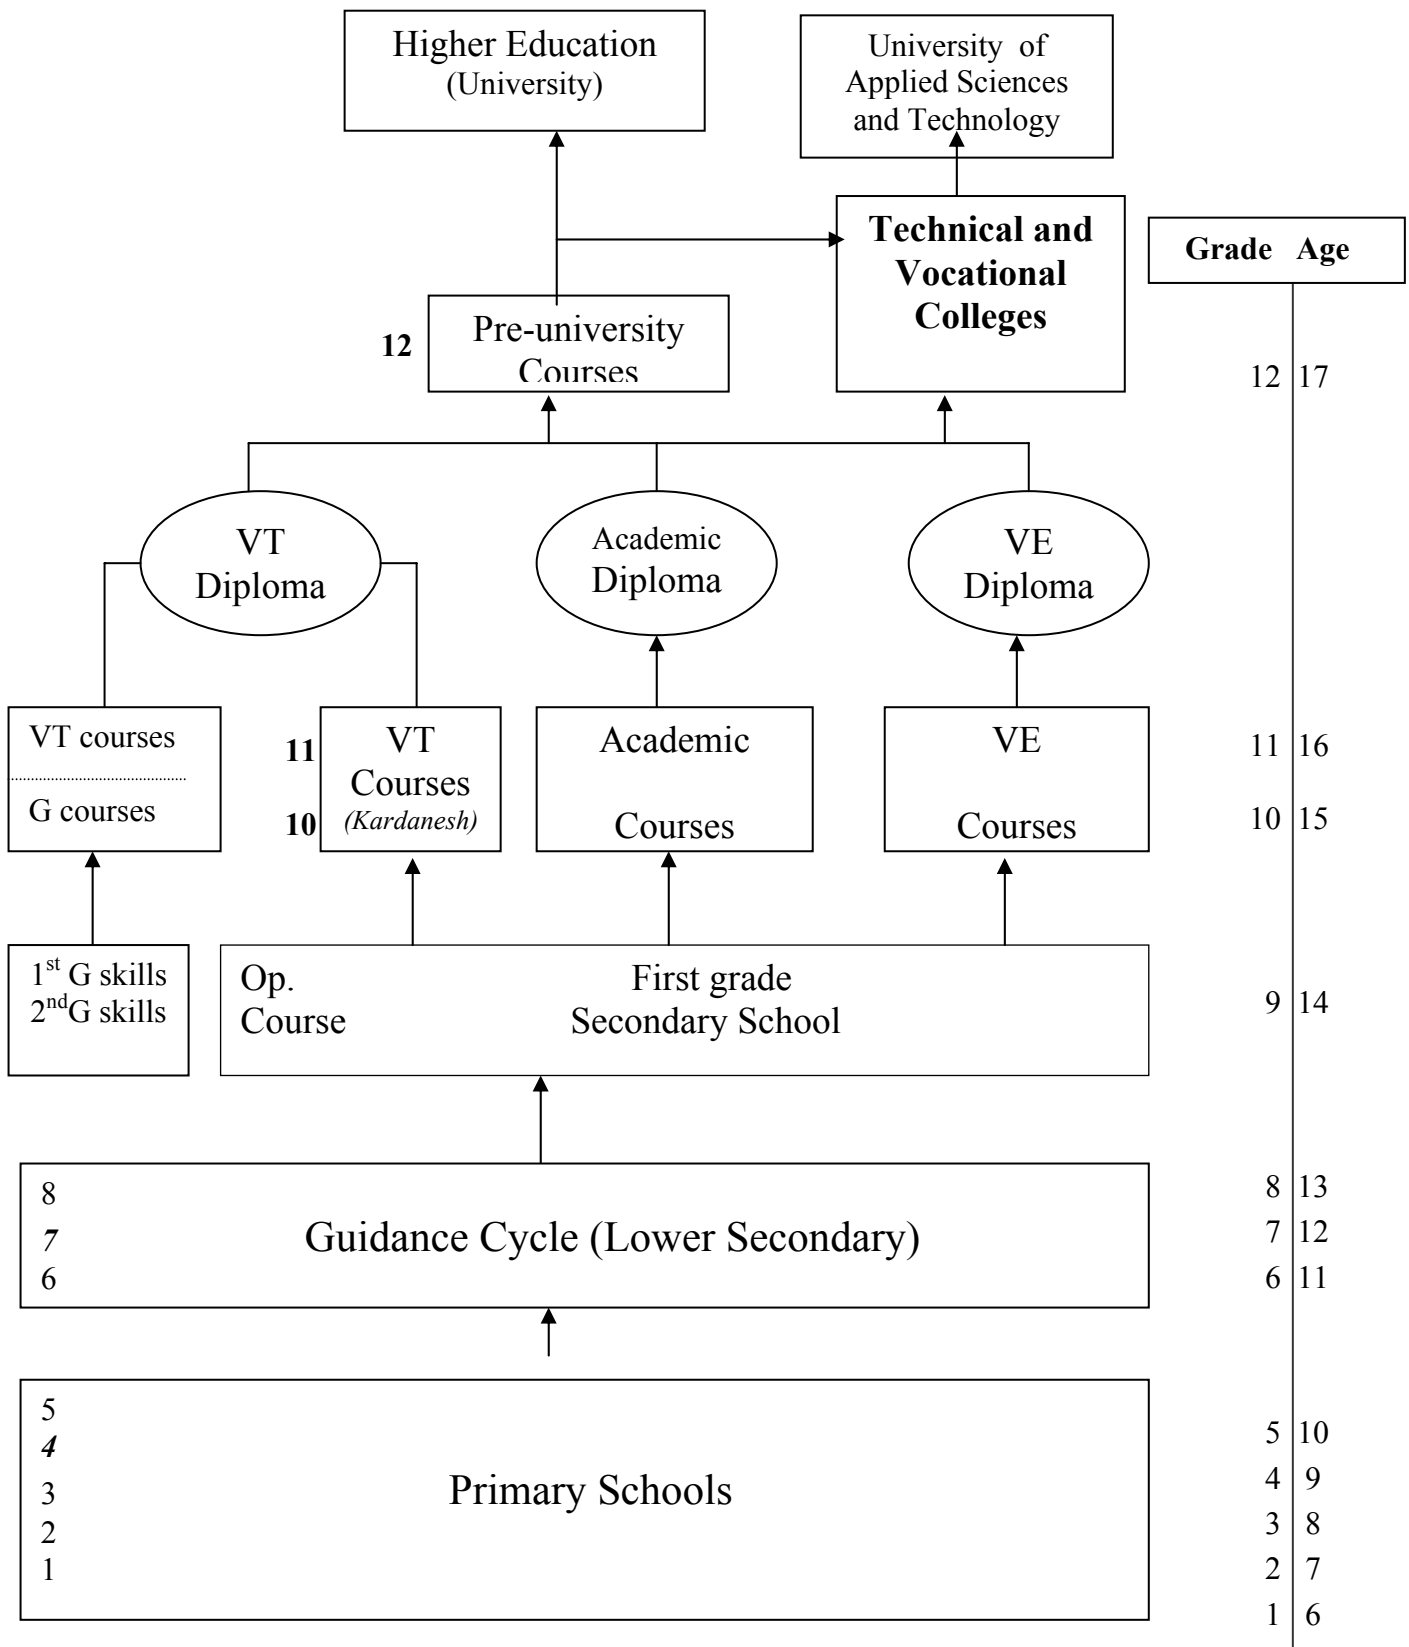 Higher Education
(University)
University of
Applied Sciences
and Technology
Technical and
Vocational
Colleges
Grade Age
12
Pre-university
Courses
12 17
VT
Diploma
Academic
Diploma
VE
Diploma
VT courses
G courses
11
10
VT
Courses
(Kardanesh)
Academic
Courses
VE
Courses
11 16
10 15
1st G skills
2ndG skills
Op.
Course
First grade
Secondary School
9 14
8
7
6
Guidance Cycle (Lower Secondary)
8 13
7 12
6 11
5
4
3
2
1
Primary Schools
5 10
4 9
3 8
2 7
1 6